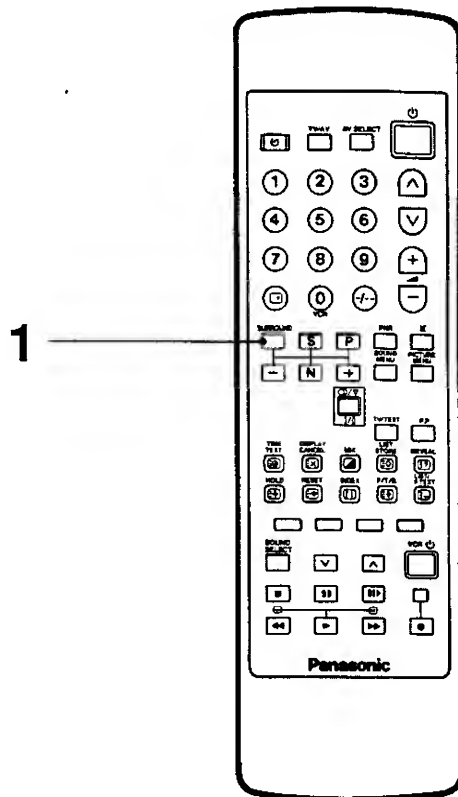 TV/AV AV SELECT
1 2 3
4 5 6
7 8 9 +
0 -/-- −
VCR
1
SURROUND S P PNR
− N + SOUND MENU PICTURE MENU
TV/TEXT F.P.
TIME TEXT DISPLAY CANCEL MIX LIST STORE REVEAL
HOLD RESET INDEX F/T/B
SOUND SELECT VCR
Panasonic